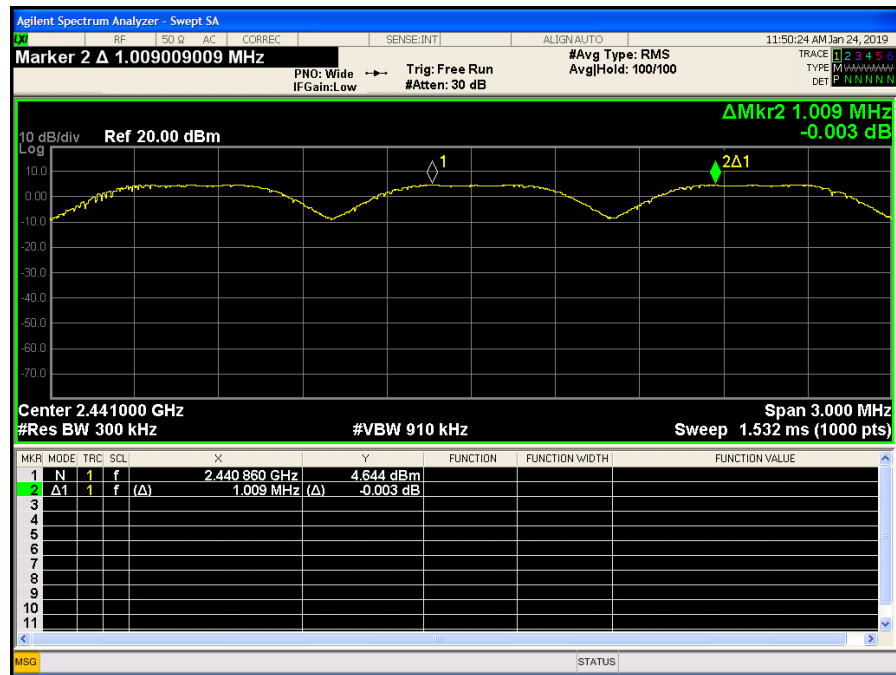 Agilent Spectrum Analyzer - Swept SA
LXI RF 50 Ω AC CORREC SENSE:INT ALIGN AUTO 11:50:24 AM Jan 24, 2019
Marker 2 Δ 1.009009009 MHz
PNO: Wide Trig: Free Run #Avg Type: RMS TRACE 1 2 3 4 5 6
IFGain:Low #Atten: 30 dB Avg|Hold: 100/100 TYPE M WWWWW
DET P N N N N N
ΔMkr2 1.009 MHz
-0.003 dB
10 dB/div Ref 20.00 dBm
Log
10.0
0.00
-10.0
-20.0
-30.0
-40.0
-50.0
-60.0
-70.0
1
2Δ1
Center 2.441000 GHz Span 3.000 MHz
#Res BW 300 kHz #VBW 910 kHz Sweep 1.532 ms (1000 pts)
MKR MODE TRC SCL X Y FUNCTION FUNCTION WIDTH FUNCTION VALUE
1 N 1 f 2.440 860 GHz 4.644 dBm
2 Δ1 1 f (Δ) 1.009 MHz (Δ) -0.003 dB
3
4
5
6
7
8
9
10
11
MSG STATUS